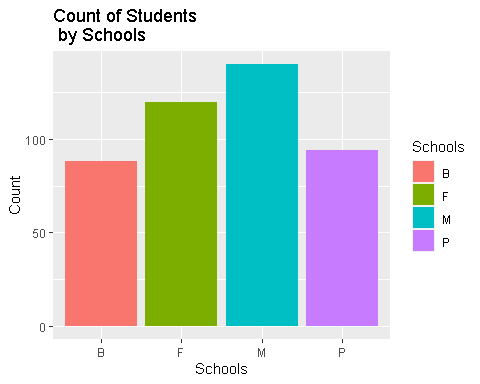 Count of Students
by Schools
Count
100
50
0
B F M P
Schools
Schools
B
F
M
P